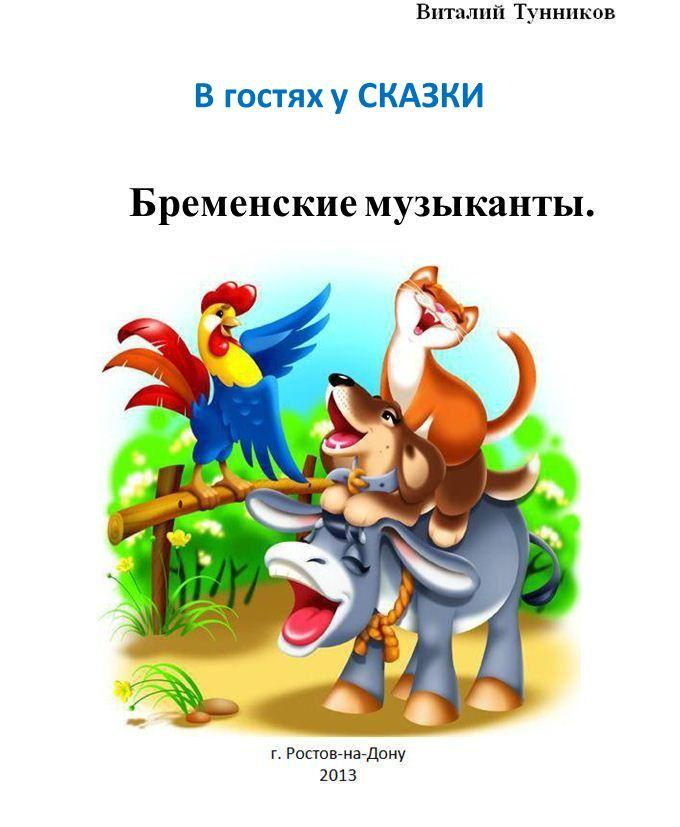 Виталий Тунников
В гостях у СКАЗКИ
Бременские музыканты.
г. Ростов-на-Дону
2013